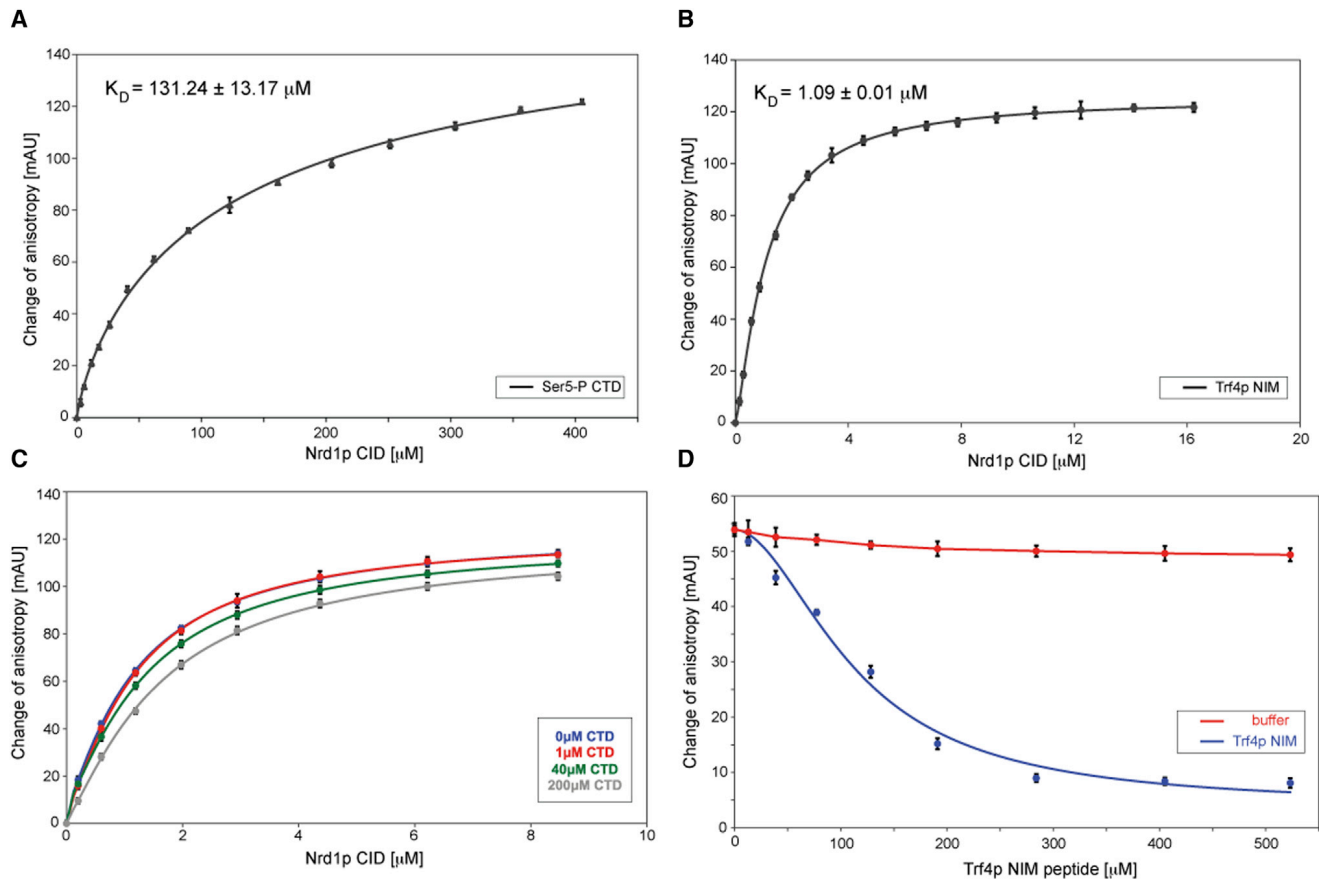 A
K_D = 131.24 ± 13.17 μM
Change of anisotropy [mAU]
140
120
100
80
60
40
20
0
0
100
200
300
400
Nrd1p CID [μM]
Ser5-P CTD
B
K_D = 1.09 ± 0.01 μM
Change of anisotropy [mAU]
140
120
100
80
60
40
20
0
0
4
8
12
16
20
Nrd1p CID [μM]
Trf4p NIM
C
Change of anisotropy [mAU]
140
120
100
80
60
40
20
0
0
2
4
6
8
10
Nrd1p CID [μM]
0μM CTD
1μM CTD
40μM CTD
200μM CTD
D
Change of anisotropy [mAU]
60
50
40
30
20
10
0
0
100
200
300
400
500
Trf4p NIM peptide [μM]
buffer
Trf4p NIM